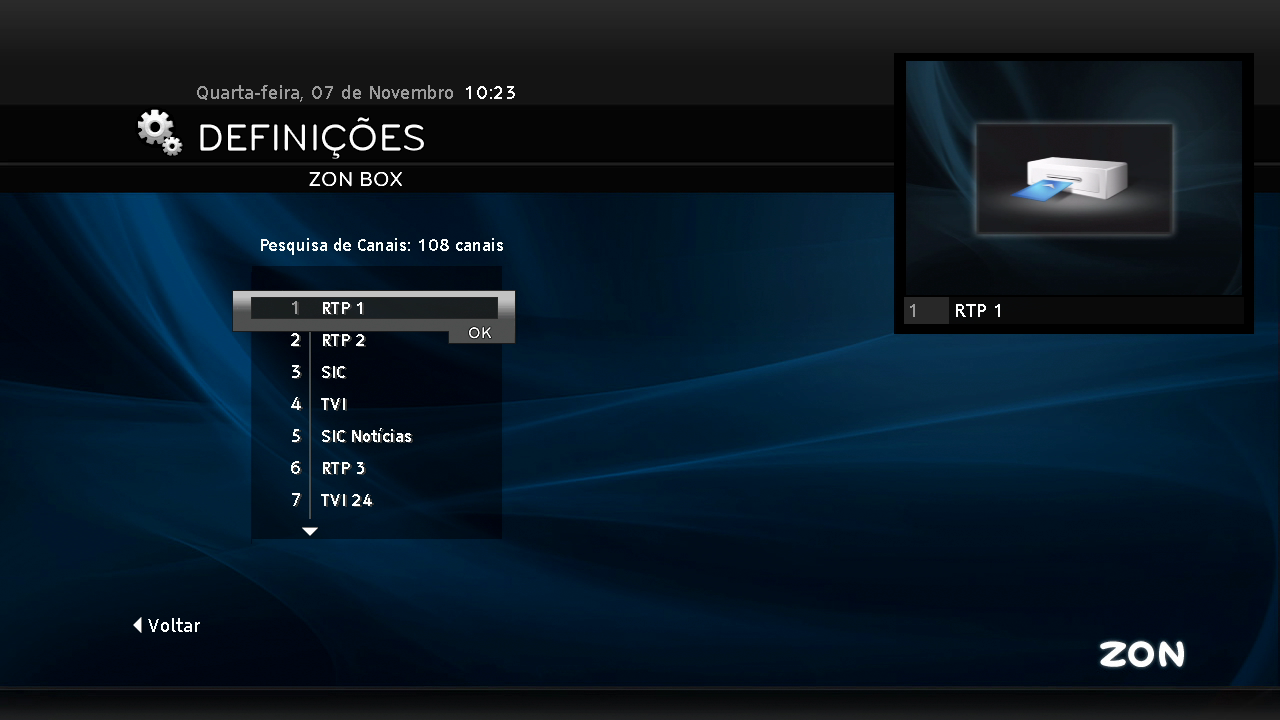 Quarta-feira, 07 de Novembro 10:23
DEFINIÇÕES
ZON BOX
Pesquisa de Canais: 108 canais
1 RTP 1
OK
2 RTP 2
3 SIC
4 TVI
5 SIC Notícias
6 RTP 3
7 TVI 24
1 RTP 1
Voltar
ZON